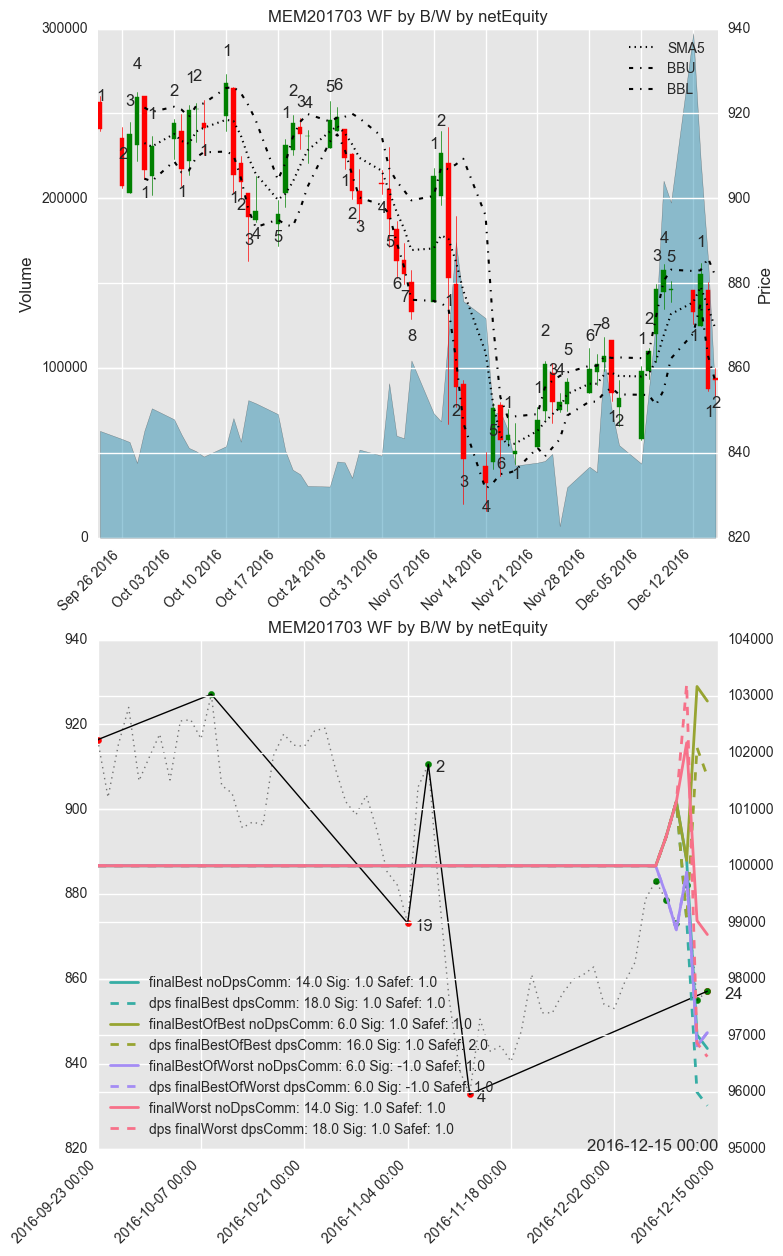 MEM201703 WF by B/W by netEquity
300000
200000
100000
0
Volume
940
920
900
880
860
840
820
Price
SMA5
BBU
BBL
Sep 26 2016
Oct 03 2016
Oct 10 2016
Oct 17 2016
Oct 24 2016
Oct 31 2016
Nov 07 2016
Nov 14 2016
Nov 21 2016
Nov 28 2016
Dec 05 2016
Dec 12 2016
MEM201703 WF by B/W by netEquity
940
920
900
880
860
840
820
104000
103000
102000
101000
100000
99000
98000
97000
96000
95000
2
19
4
24
finalBest noDpsComm: 14.0 Sig: 1.0 Safef: 1.0
dps finalBest dpsComm: 18.0 Sig: 1.0 Safef: 1.0
finalBestOfBest noDpsComm: 6.0 Sig: 1.0 Safef: 1.0
dps finalBestOfBest dpsComm: 16.0 Sig: 1.0 Safef: 2.0
finalBestOfWorst noDpsComm: 6.0 Sig: -1.0 Safef: 1.0
dps finalBestOfWorst dpsComm: 6.0 Sig: -1.0 Safef: 1.0
finalWorst noDpsComm: 14.0 Sig: 1.0 Safef: 1.0
dps finalWorst dpsComm: 18.0 Sig: 1.0 Safef: 1.0
2016-12-15 00:00
2016-09-23 00:00
2016-10-07 00:00
2016-10-21 00:00
2016-11-04 00:00
2016-11-18 00:00
2016-12-02 00:00
2016-12-15 00:00